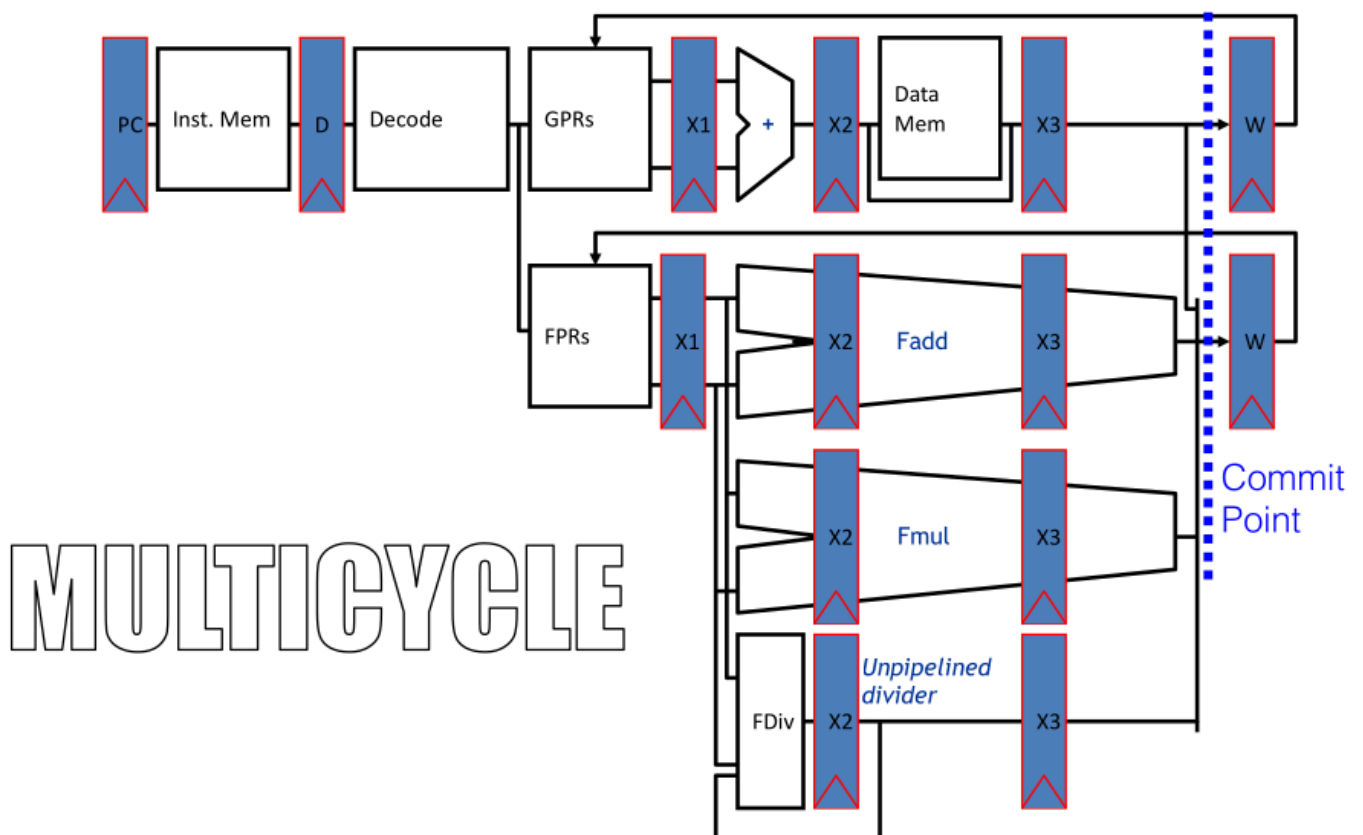 PC
Inst. Mem
D
Decode
GPRs
X1
+
X2
Data
Mem
X3
W
FPRs
X1
X2
Fadd
X3
W
Commit
Point
X2
Fmul
X3
MULTICYCLE
Unpipelined
divider
FDiv
X2
X3